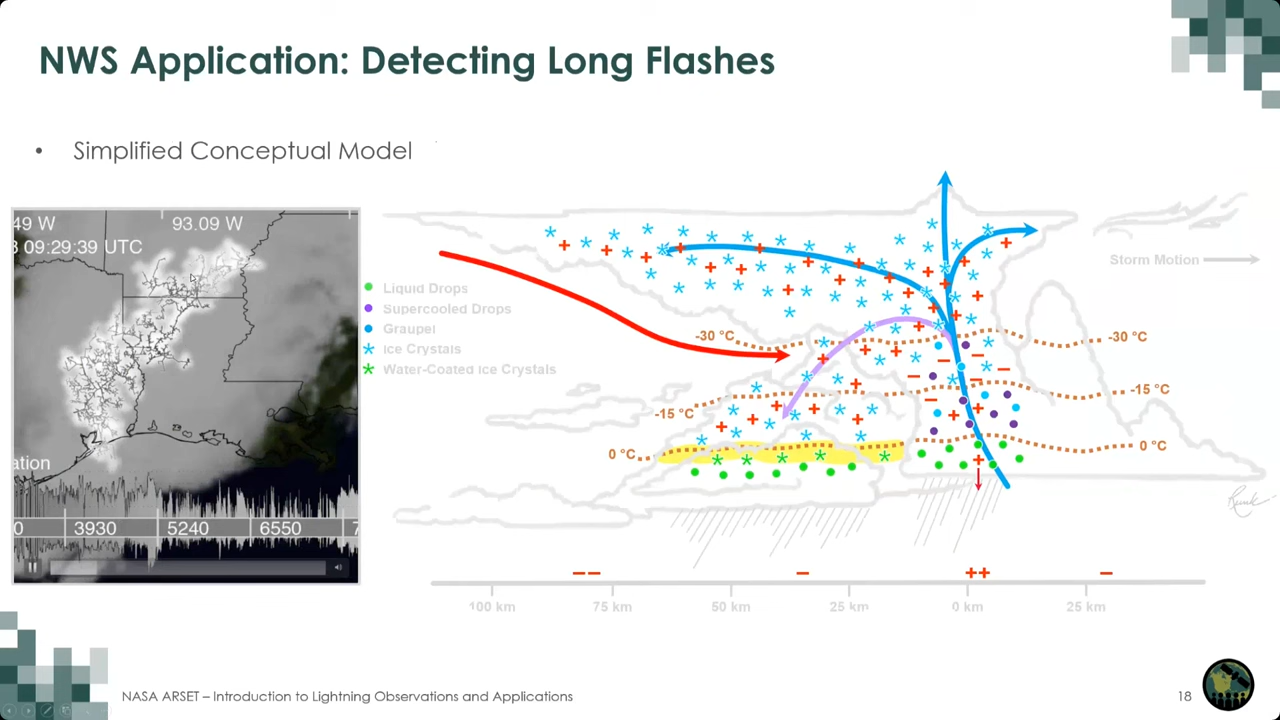 NWS Application: Detecting Long Flashes
• Simplified Conceptual Model
49 W 93.09 W
09:29:39 UTC
ation
0 3930 5240 6550 7
Liquid Drops
Supercooled Drops
Graupel
Ice Crystals
Water-Coated Ice Crystals
Storm Motion
-30 °C -30 °C
-15 °C -15 °C
0 °C 0 °C
−− − ++ −
100 km 75 km 50 km 25 km 0 km 25 km
NASA ARSET – Introduction to Lightning Observations and Applications
18